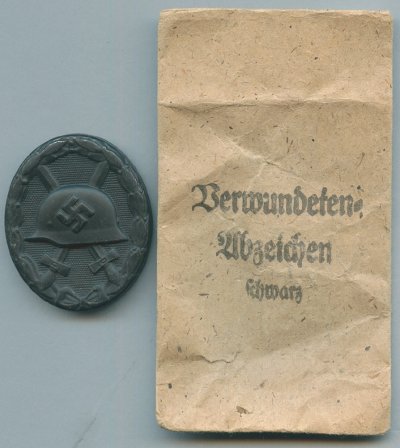 Verwundeten-
Abzeichen
schwarz